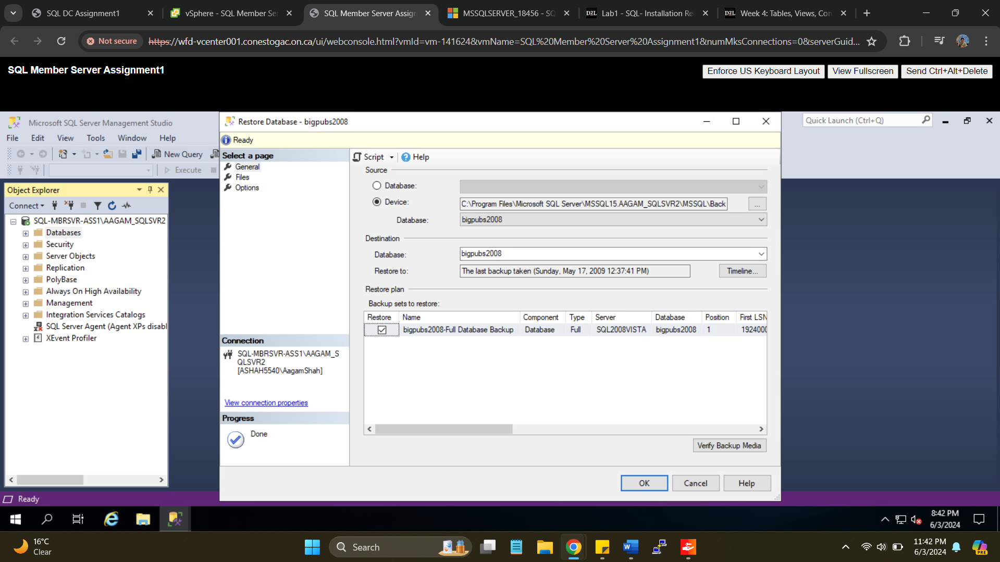 SQL DC Assignment1
vSphere - SQL Member Se
SQL Member Server Assign
MSSQLSERVER_18456 - SQ
D2L Lab1 - SQL- Installation Re
D2L Week 4: Tables, Views, Con
Not secure
https://wfd-vcenter001.conestogac.on.ca/ui/webconsole.html?vmId=vm-141624&vmName=SQL%20Member%20Server%20Assignment1&numMksConnections=0&serverGuid...
SQL Member Server Assignment1
Enforce US Keyboard Layout
View Fullscreen
Send Ctrl+Alt+Delete
Microsoft SQL Server Management Studio
Quick Launch (Ctrl+Q)
File Edit View Tools Window Help
New Query
Execute
Object Explorer
Connect
SQL-MBRSVR-ASS1\AAGAM_SQLSVR2
Databases
Security
Server Objects
Replication
PolyBase
Always On High Availability
Management
Integration Services Catalogs
SQL Server Agent (Agent XPs disabl
XEvent Profiler
Ready
Restore Database - bigpubs2008
Ready
Select a page
General
Files
Options
Connection
SQL-MBRSVR-ASS1\AAGAM_S
QLSVR2
[ASHAH5540\AagamShah]
View connection properties
Progress
Done
Script
Help
Source
Database:
Device:
C:\Program Files\Microsoft SQL Server\MSSQL15.AAGAM_SQLSVR2\MSSQL\Back
...
Database:
bigpubs2008
Destination
Database:
bigpubs2008
Restore to:
The last backup taken (Sunday, May 17, 2009 12:37:41 PM)
Timeline...
Restore plan
Backup sets to restore:
Restore Name Component Type Server Database Position First LSN
bigpubs2008-Full Database Backup Database Full SQL2008VISTA bigpubs2008 1 1924000
Verify Backup Media
OK
Cancel
Help
8:42 PM
6/3/2024
16°C
Clear
Search
11:42 PM
6/3/2024
PRE